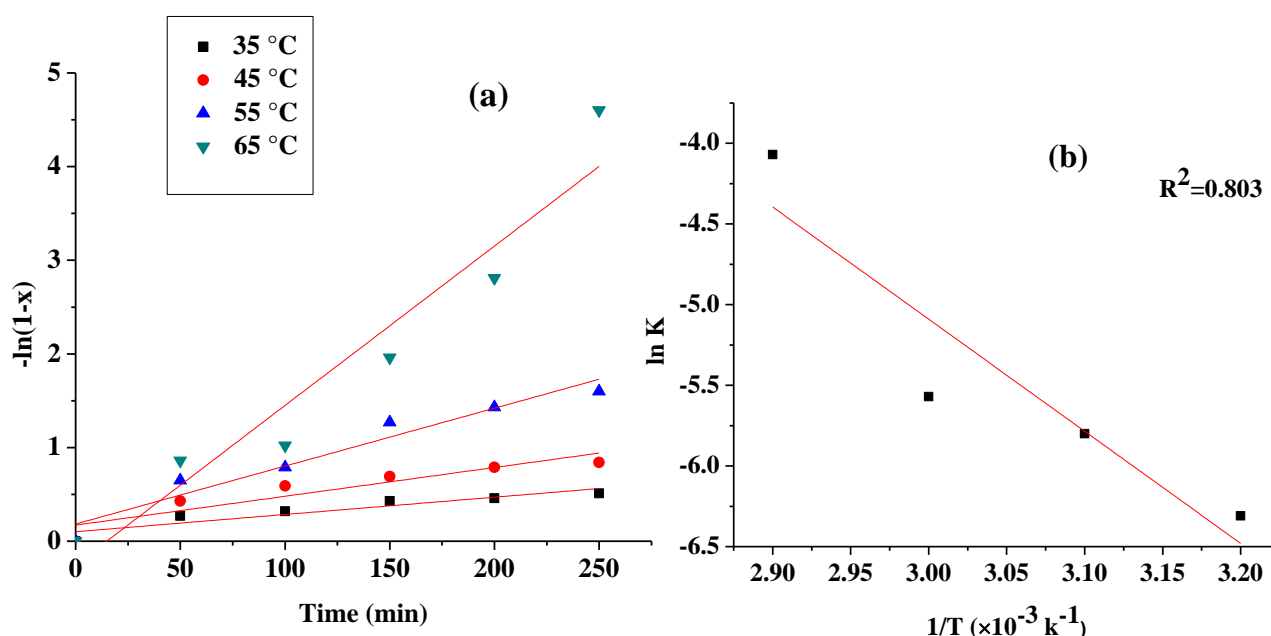 35 °C
45 °C
55 °C
65 °C
(a)
-ln(1-x)
5
4
3
2
1
0
0 50 100 150 200 250
Time (min)
(b)
R²=0.803
ln K
-4.0
-4.5
-5.0
-5.5
-6.0
-6.5
2.90 2.95 3.00 3.05 3.10 3.15 3.20
1/T (×10⁻³ k⁻¹)